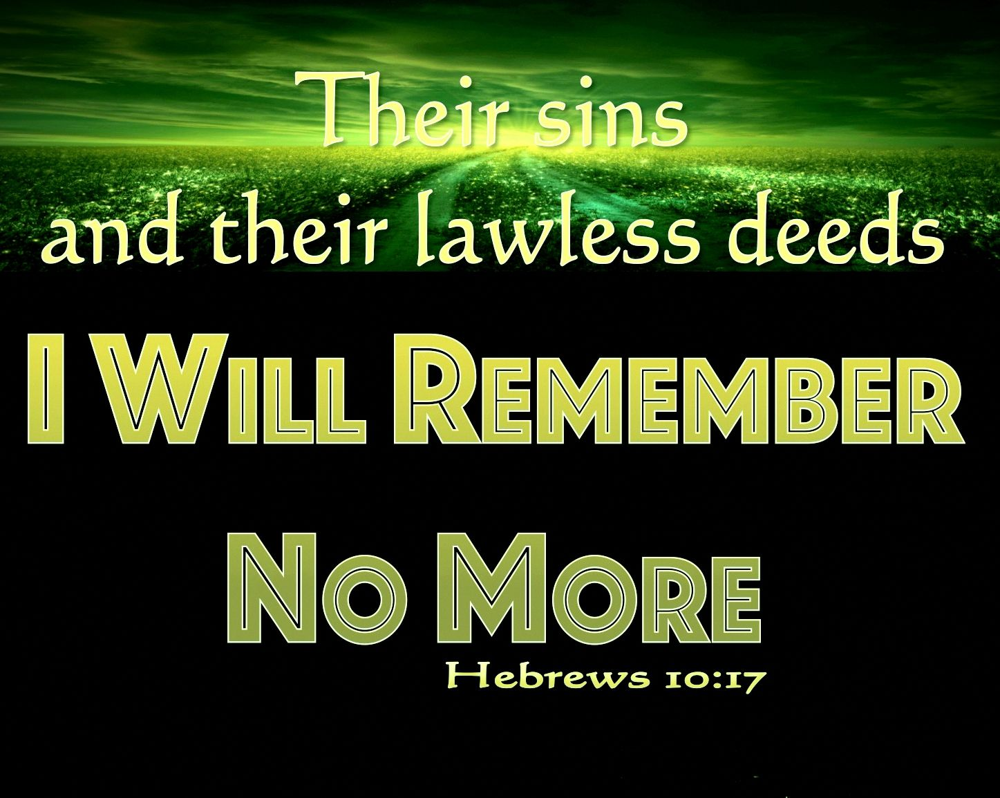 Their sins
and their lawless deeds
I Will Remember
No More
Hebrews 10:17